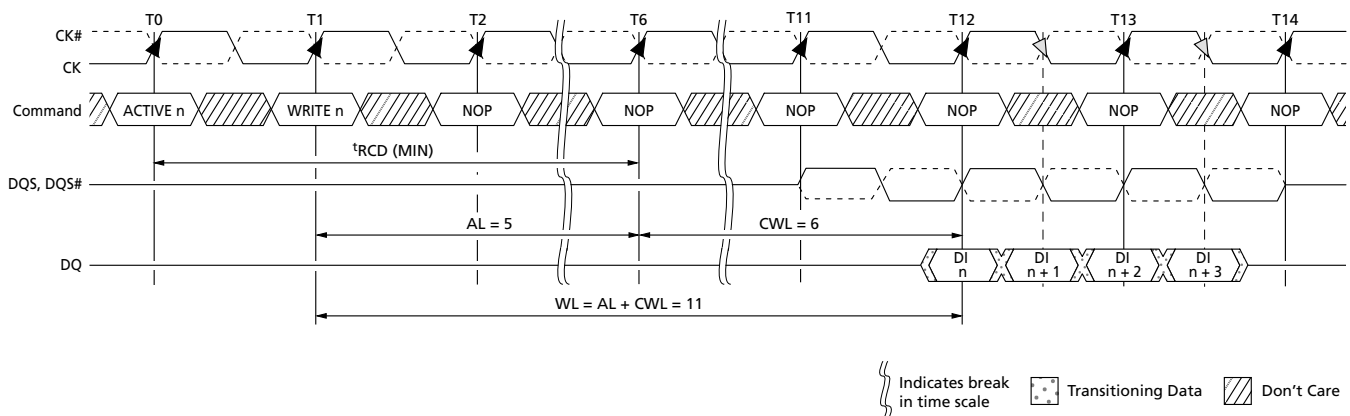 T0 T1 T2 T6 T11 T12 T13 T14
CK#
CK
Command ACTIVE n WRITE n NOP NOP NOP NOP NOP NOP
tRCD (MIN)
DQS, DQS#
AL = 5 CWL = 6
DQ DI n DI n + 1 DI n + 2 DI n + 3
WL = AL + CWL = 11
Indicates break
in time scale
Transitioning Data
Don't Care